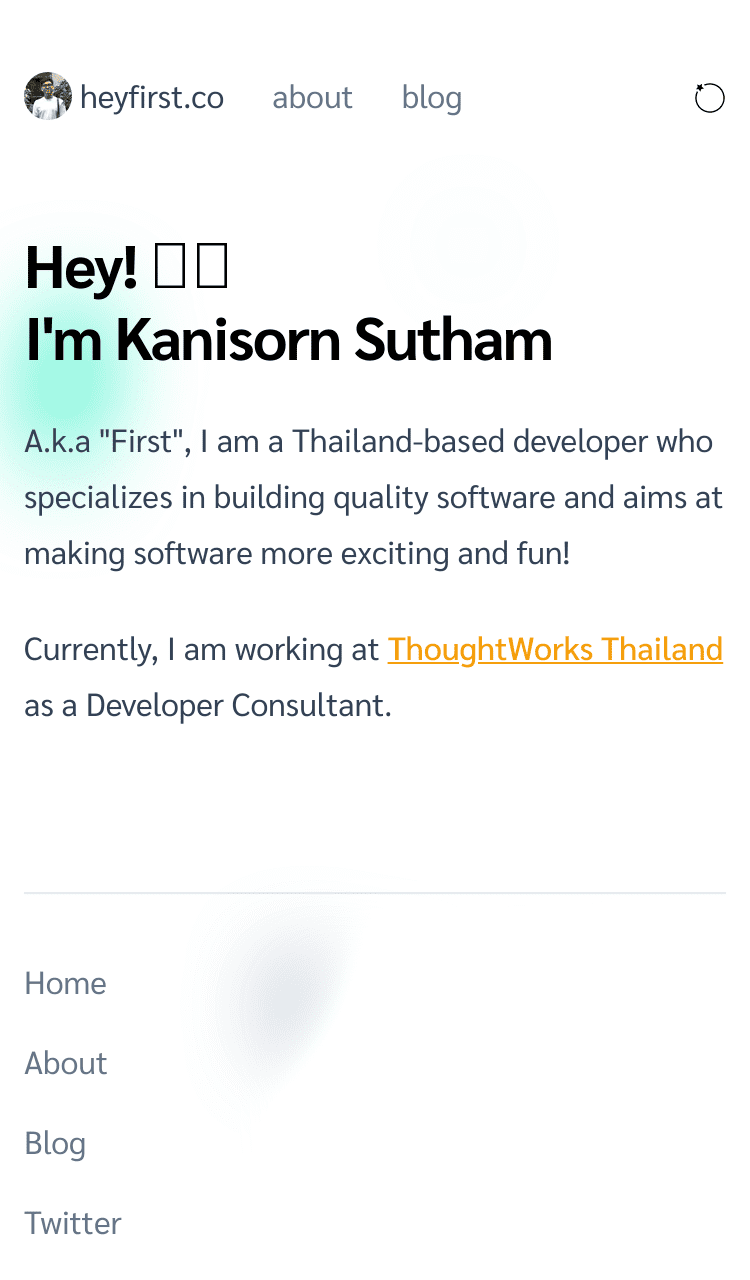 heyfirst.co about blog
Hey!
I'm Kanisorn Sutham
A.k.a "First", I am a Thailand-based developer who
specializes in building quality software and aims at
making software more exciting and fun!
Currently, I am working at ThoughtWorks Thailand
as a Developer Consultant.
Home
About
Blog
Twitter